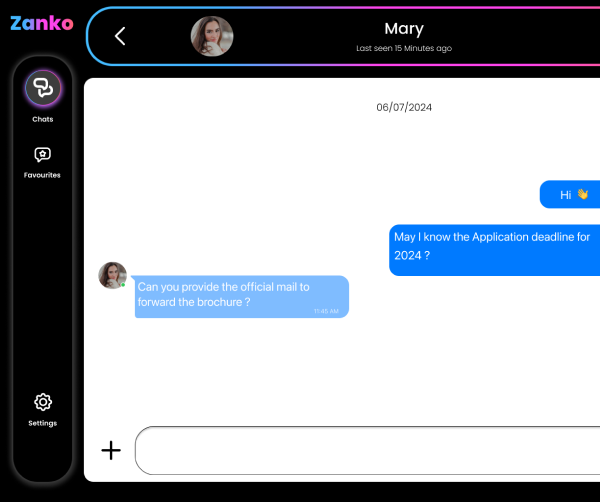 Zanko
Mary
Last seen 15 Minutes ago
Chats
Favourites
Settings
06/07/2024
Hi 👋
May I know the Application deadline for
2024 ?
Can you provide the official mail to
forward the brochure ?
11:45 AM